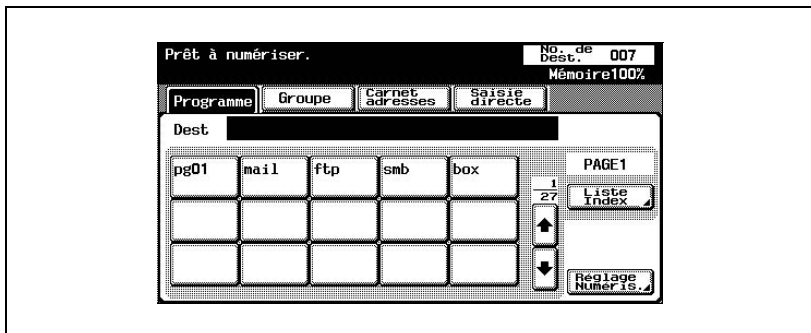 Prêt à numériser.
No. de Dest. 007
Mémoire100%
Programme Groupe Carnet adresses Saisie directe
Dest
pg01 mail ftp smb box
PAGE1
1
27
Liste Index
Réglage Numéris.